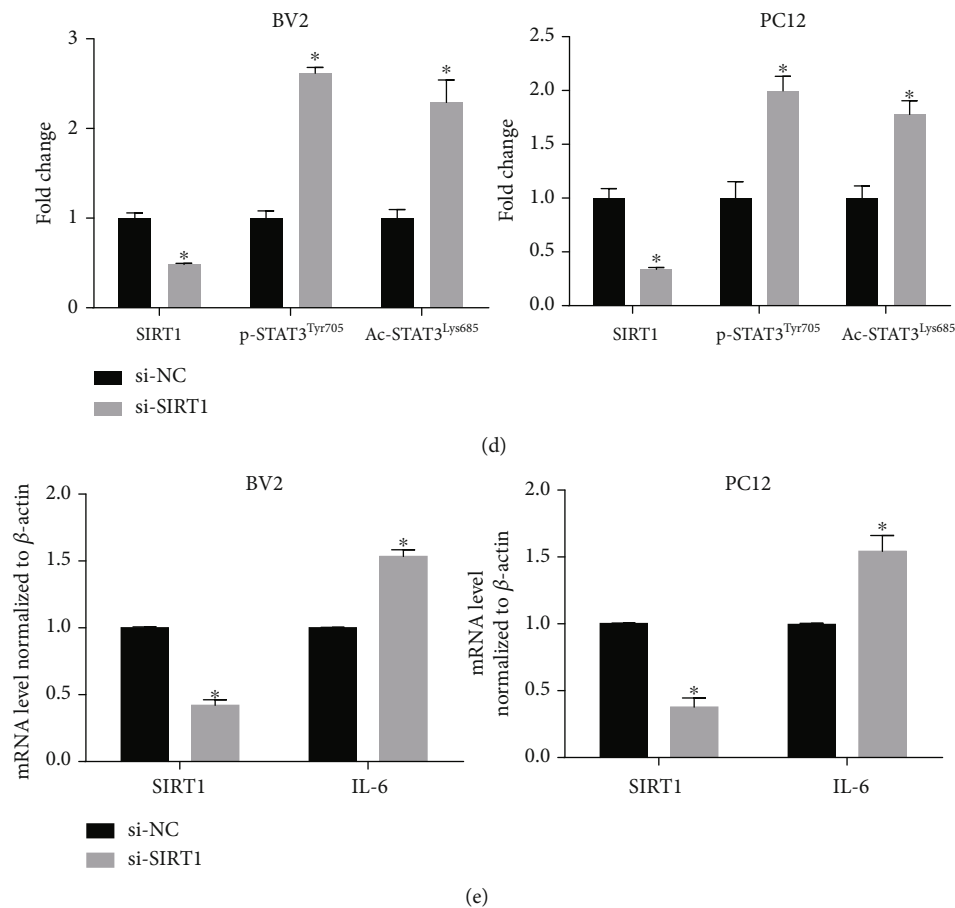 BV2
Fold change
3
2
1
0
*
*
*
SIRT1
p-STAT3Tyr705
Ac-STAT3Lys685
PC12
Fold change
2.5
2.0
1.5
1.0
0.5
0.0
*
*
*
SIRT1
p-STAT3Tyr705
Ac-STAT3Lys685
si-NC
si-SIRT1
(d)
BV2
mRNA level normalized to β-actin
2.0
1.5
1.0
0.5
0.0
*
*
SIRT1
IL-6
PC12
mRNA level
normalized to β-actin
2.0
1.5
1.0
0.5
0.0
*
*
SIRT1
IL-6
si-NC
si-SIRT1
(e)